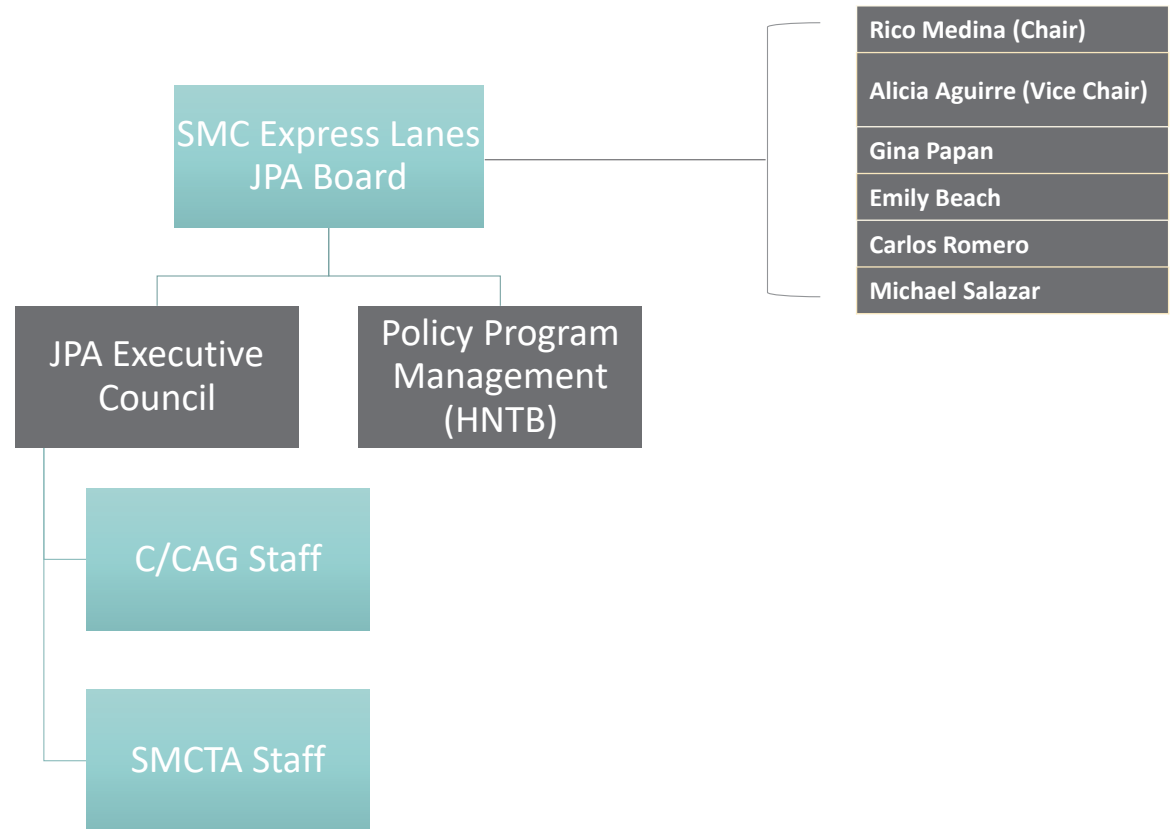 SMC Express Lanes
JPA Board
Rico Medina (Chair)
Alicia Aguirre (Vice Chair)
Gina Papan
Emily Beach
Carlos Romero
Michael Salazar
JPA Executive
Council
Policy Program
Management
(HNTB)
C/CAG Staff
SMCTA Staff